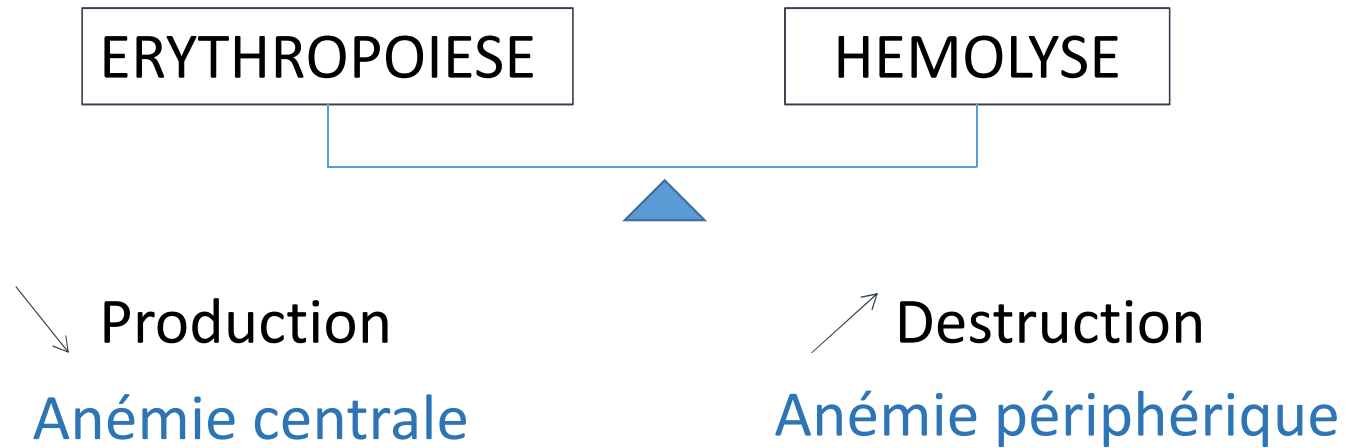 ERYTHROPOIESE
HEMOLYSE
Production
Destruction
Anémie centrale
Anémie périphérique